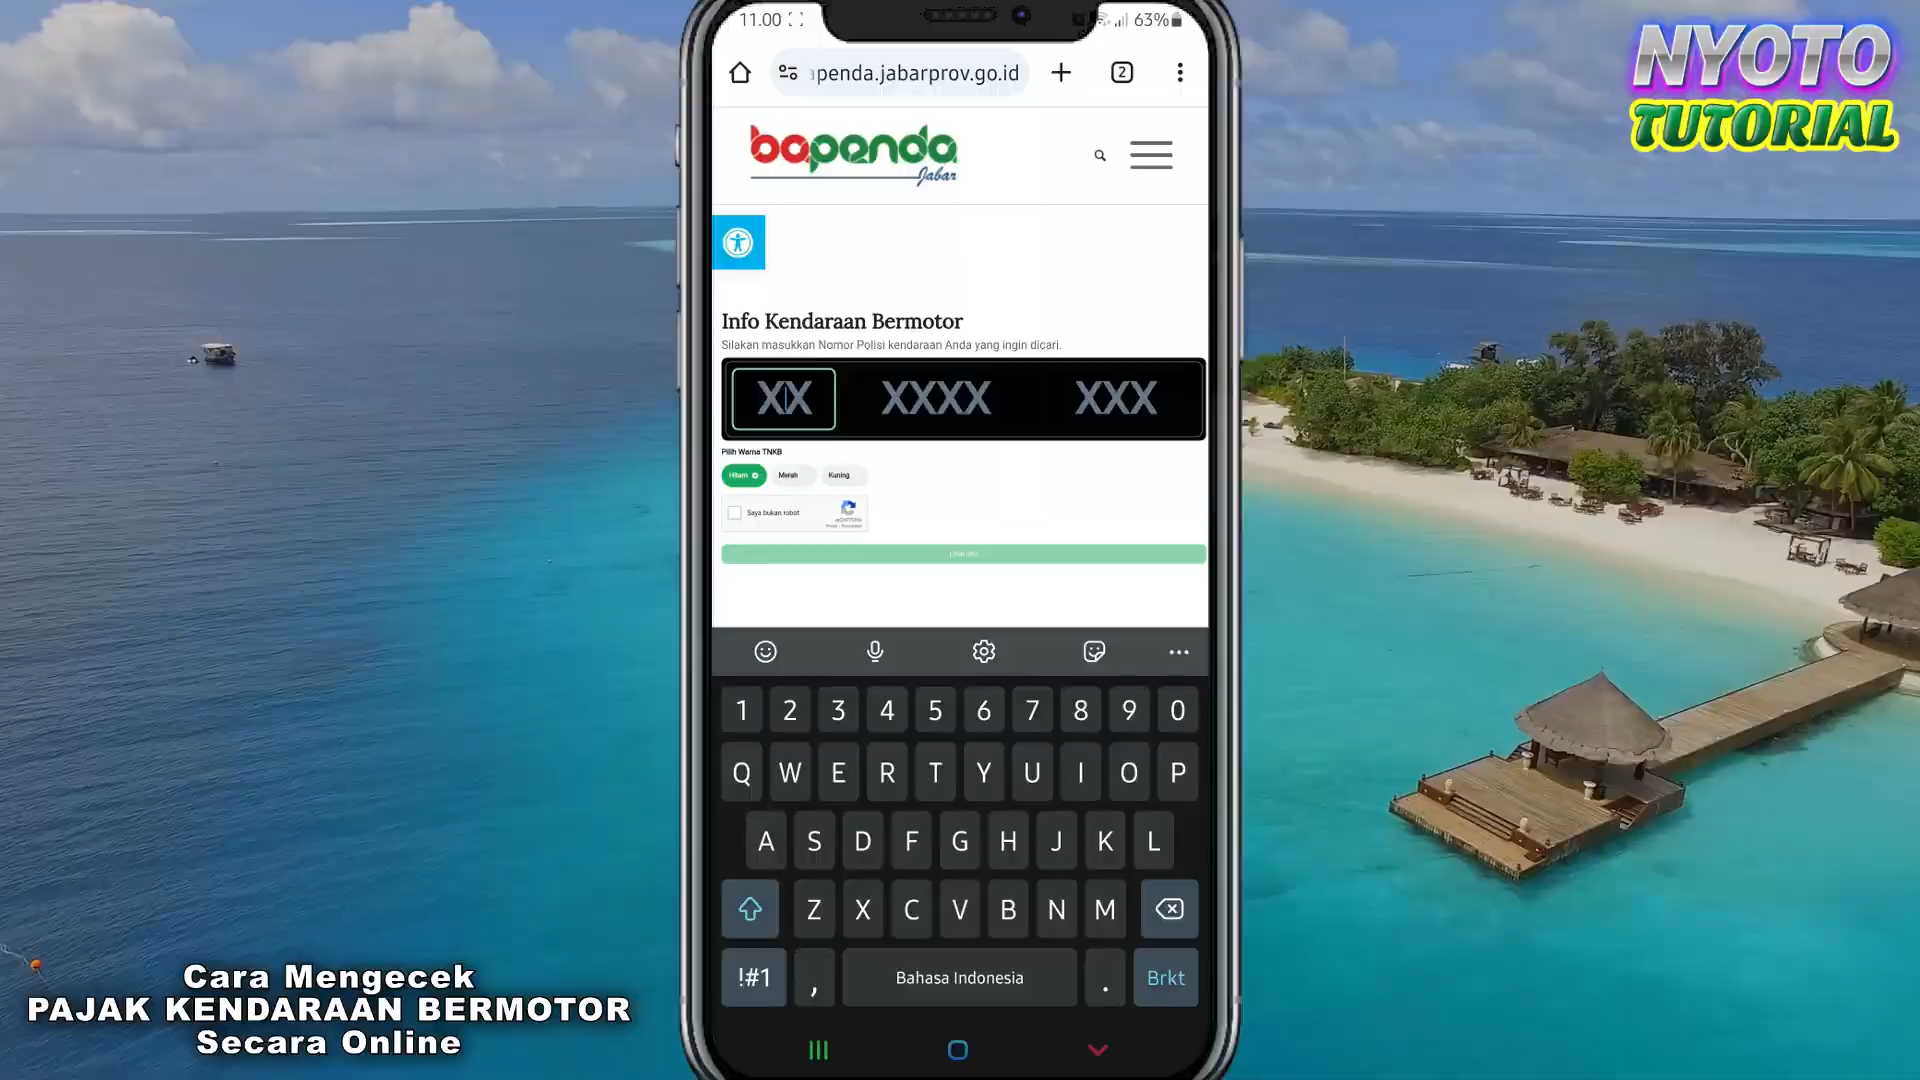 11.00
63%
NYOTO
TUTORIAL
apenda.jabarprov.go.id
2
bapenda
Jabar
Info Kendaraan Bermotor
Silakan masukkan Nomor Polisi kendaraan Anda yang ingin dicari.
XX XXXX XXX
Pilih Warna TNKB
Hitam Merah Kuning
Saya bukan robot
reCAPTCHA
1 2 3 4 5 6 7 8 9 0
Q W E R T Y U I O P
A S D F G H J K L
Z X C V B N M
!#1 , Bahasa Indonesia . Brkt
Cara Mengecek
PAJAK KENDARAAN BERMOTOR
Secara Online